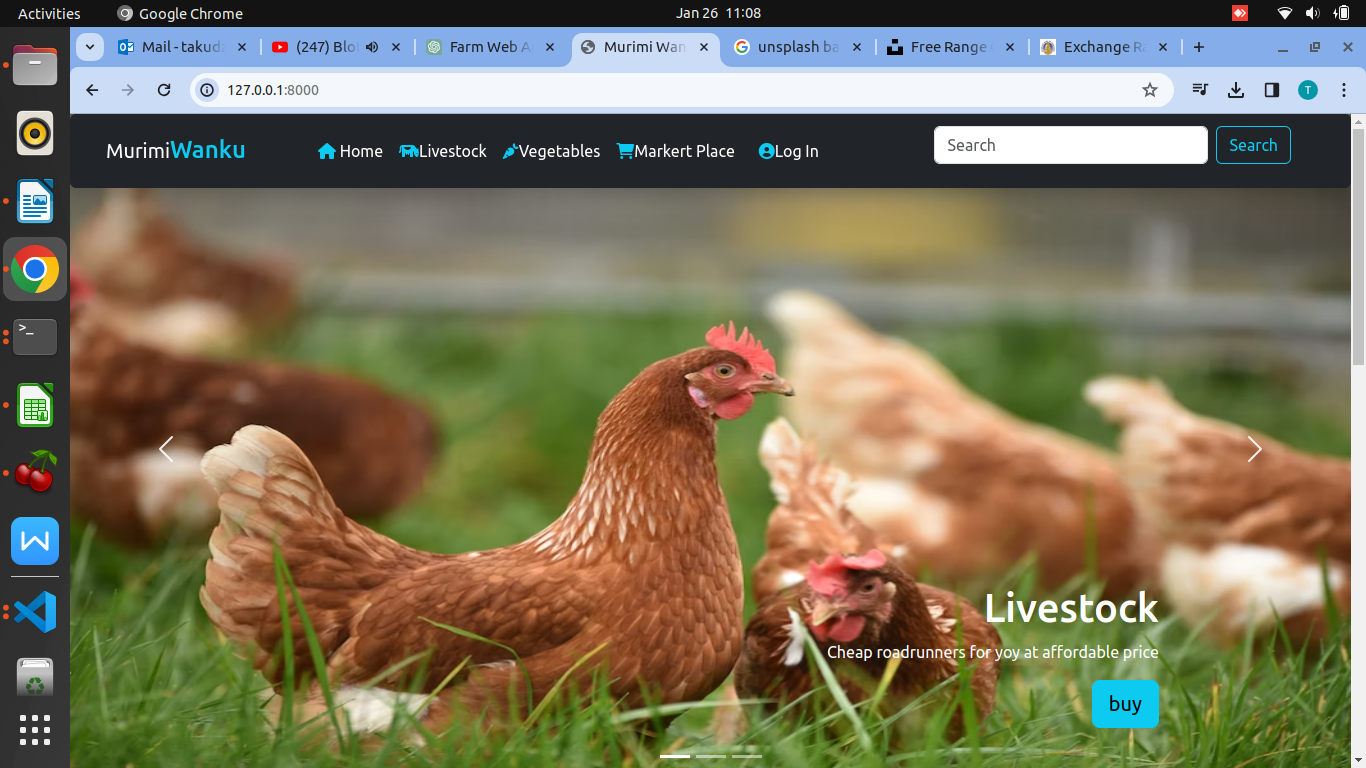 Activities Google Chrome Jan 26 11:08
Mail - takud (247) Blo Farm Web A Murimi Wan unsplash ba Free Range Exchange R
127.0.0.1:8000 T
MurimiWanku Home Livestock Vegetables Markert Place Log In Search Search
>_
Livestock
Cheap roadrunners for yoy at affordable price
buy